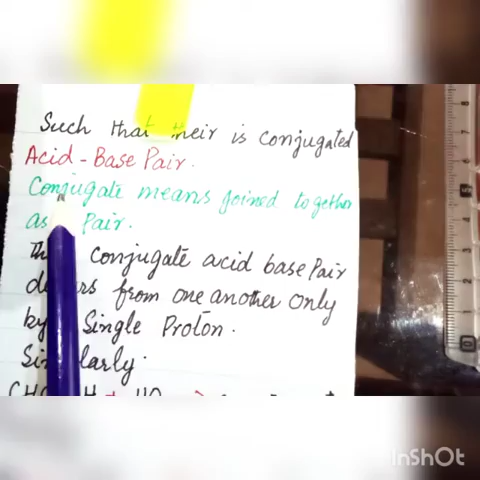 Such that their is conjugated
Acid - Base Pair.
Conjugate means joined together
as Pair.
conjugate acid base Pair
from one another only
by Single Proton.
InShOt